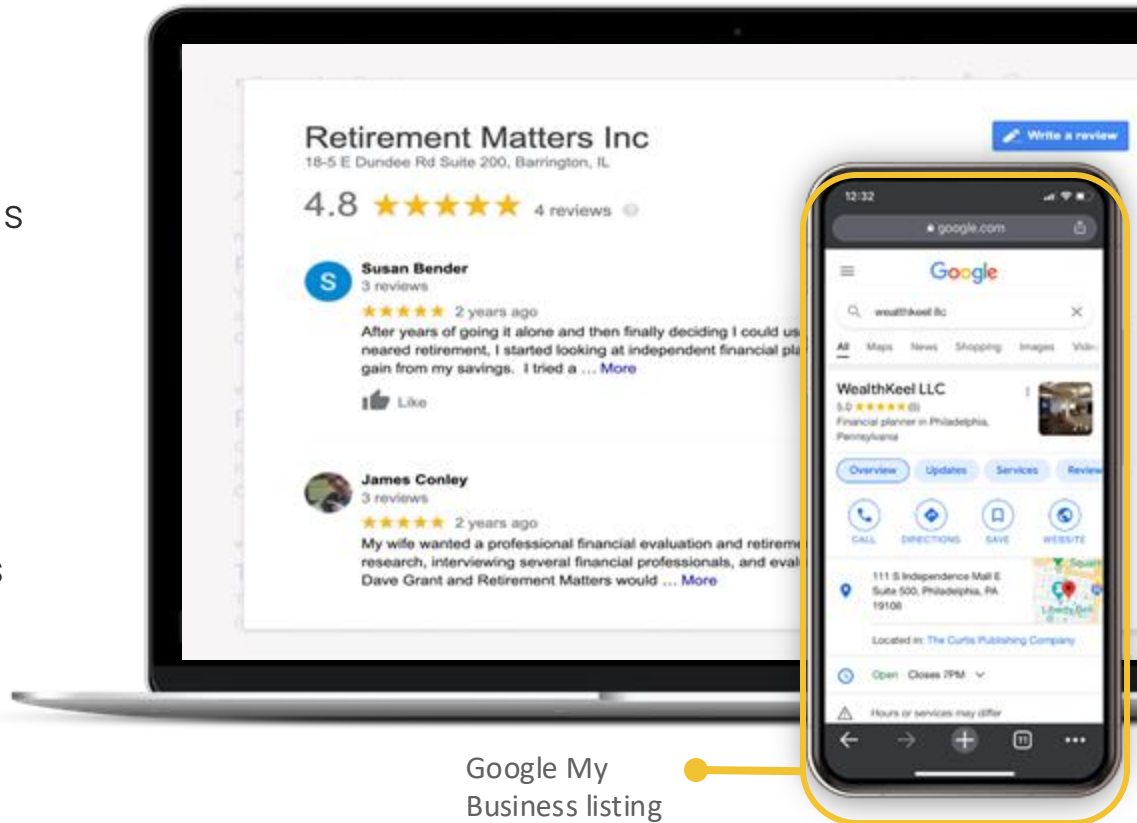 s
s
Retirement Matters Inc
18-5 E Dundee Rd Suite 200, Barrington, IL
Write a review
4.8
4 reviews
S
Susan Bender
3 reviews
2 years ago
After years of going it alone and then finally deciding I could us
neared retirement, I started looking at independent financial pla
gain from my savings. I tried a ... More
Like
James Conley
3 reviews
2 years ago
My wife wanted a professional financial evaluation and retireme
research, interviewing several financial professionals, and eval
Dave Grant and Retirement Matters would ... More
12:32
google.com
Google
wealthkeel llc
All Maps News Shopping Images Vide
WealthKeel LLC
5.0
Financial planner in Philadelphia,
Pennsylvania
Overview Updates Services Review
CALL DIRECTIONS SAVE WEBSITE
111 S Independence Mall E
Suite 500, Philadelphia, PA
19106
Located in: The Curtis Publishing Company
Open Closes 7PM
Hours or services may differ
11
Google My
Business listing